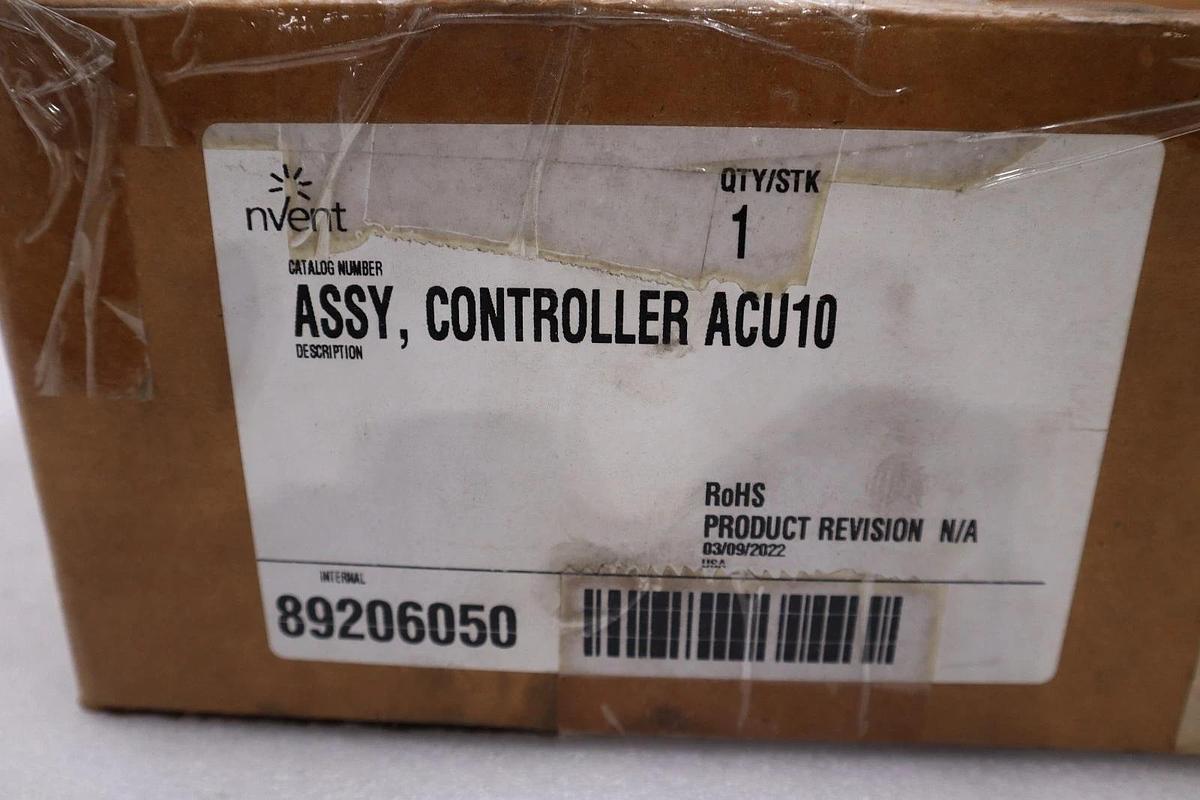 nVent
QTY/STK
1
CATALOG NUMBER
ASSY, CONTROLLER ACU10
DESCRIPTION
RoHS
PRODUCT REVISION N/A
03/09/2022
USA
INTERNAL
89206050